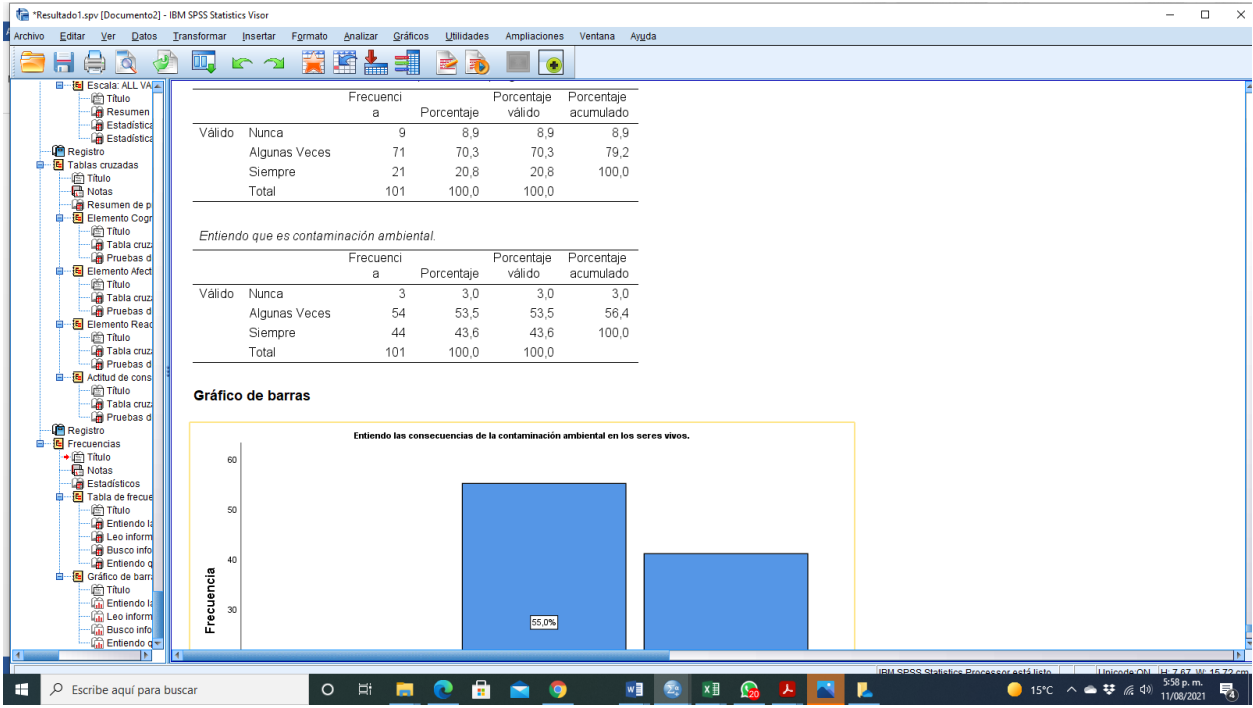 *Resultado1.spv [Documento2] - IBM SPSS Statistics Visor
Archivo Editar Ver Datos Transformar Insertar Formato Analizar Gráficos Utilidades Ampliaciones Ventana Ayuda
Escala: ALL VA
Título
Resumen
Estadística
Estadística
Registro
Tablas cruzadas
Título
Notas
Resumen de p
Elemento Cogr
Título
Tabla cruz
Pruebas d
Elemento Afect
Título
Tabla cruz
Pruebas d
Elemento Reac
Título
Tabla cruz
Pruebas d
Actitud de cons
Título
Tabla cruz
Pruebas d
Registro
Frecuencias
Título
Notas
Estadísticos
Tabla de frecue
Título
Entiendo la
Leo inform
Busco info
Entiendo q
Gráfico de barr
Título
Entiendo la
Leo inform
Busco info
Entiendo q
Frecuenci Porcentaje Porcentaje
a Porcentaje válido acumulado
Válido Nunca 9 8,9 8,9 8,9
Algunas Veces 71 70,3 70,3 79,2
Siempre 21 20,8 20,8 100,0
Total 101 100,0 100,0
Entiendo que es contaminación ambiental.
Frecuenci Porcentaje Porcentaje
a Porcentaje válido acumulado
Válido Nunca 3 3,0 3,0 3,0
Algunas Veces 54 53,5 53,5 56,4
Siempre 44 43,6 43,6 100,0
Total 101 100,0 100,0
Gráfico de barras
Entiendo las consecuencias de la contaminación ambiental en los seres vivos.
60
50
40
30
Frecuencia
55,0%
IBM SPSS Statistics Processor está listo Unicode:ON H: 7,67, W: 15,72 cm
Escribe aquí para buscar
20
15°C
5:58 p. m.
11/08/2021
4